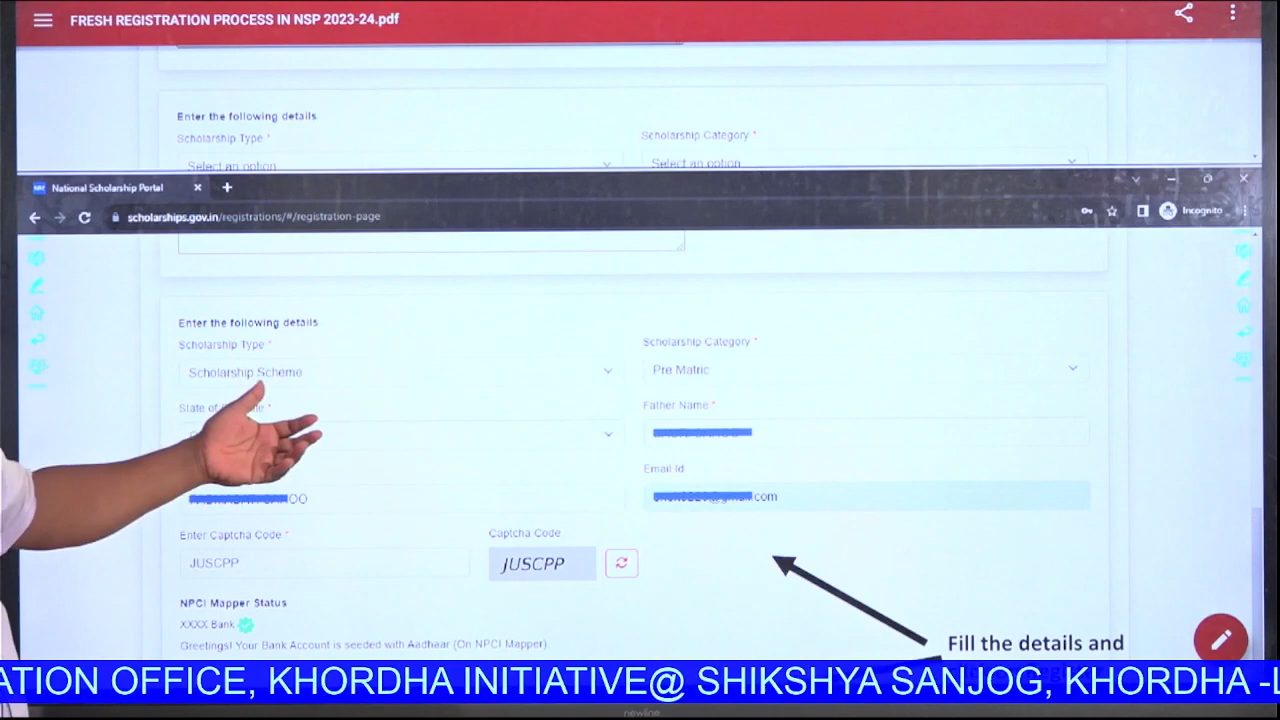 FRESH REGISTRATION PROCESS IN NSP 2023-24.pdf
Enter the following details
Scholarship Type *
Scholarship Category *
Select an option
Select an option
National Scholarship Portal
scholarships.gov.in/registrations/#/registration-page
Incognito
Enter the following details
Scholarship Type *
Scholarship Category *
Scholarship Scheme
Pre Matric
State of
Father Name *
Email Id
OO
.com
Enter Captcha Code *
Captcha Code
JUSCPP
JUSCPP
NPCI Mapper Status
XXXX Bank
Greetings! Your Bank Account is seeded with Aadhaar (On NPCI Mapper).
Fill the details and
ATION OFFICE, KHORDHA INITIATIVE@ SHIKSHYA SANJOG, KHORDHA -L
newline